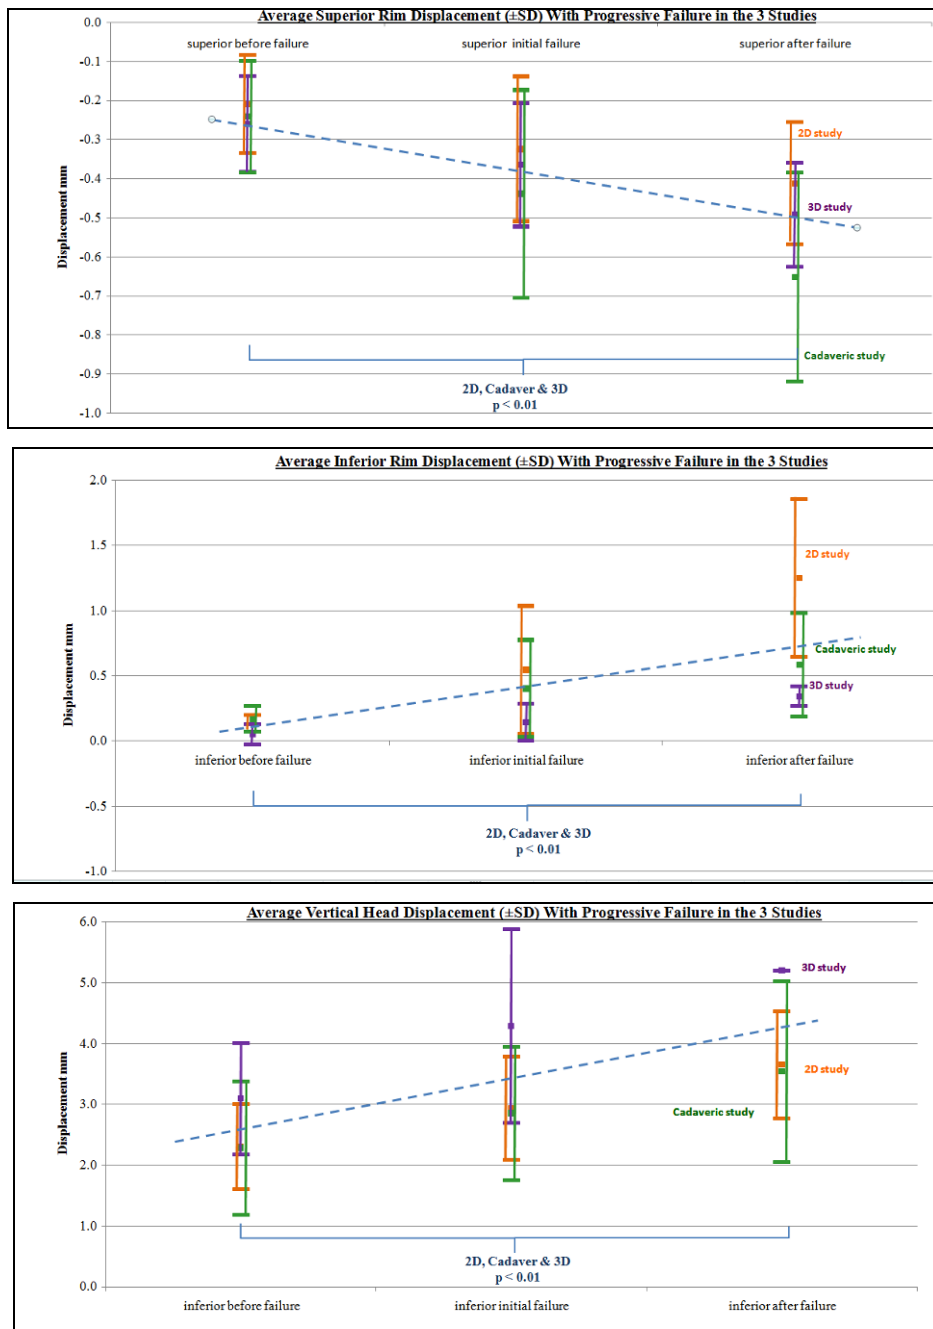 Average Superior Rim Displacement (±SD) With Progressive Failure in the 3 Studies
0.0
superior before failure superior initial failure superior after failure
-0.1
-0.2
2D study
-0.3
-0.4
3D study
-0.5
Displacement mm
-0.6
-0.7
-0.8
Cadaveric study
-0.9
2D, Cadaver & 3D
p < 0.01
-1.0
Average Inferior Rim Displacement (±SD) With Progressive Failure in the 3 Studies
2.0
1.5
2D study
1.0
Displacement mm
Cadaveric study
0.5
3D study
0.0
inferior before failure inferior initial failure inferior after failure
-0.5
2D, Cadaver & 3D
p < 0.01
-1.0
Average Vertical Head Displacement (±SD) With Progressive Failure in the 3 Studies
6.0
3D study
5.0
4.0
Displacement mm
2D study
3.0
Cadaveric study
2.0
1.0
2D, Cadaver & 3D
p < 0.01
0.0
inferior before failure inferior initial failure inferior after failure